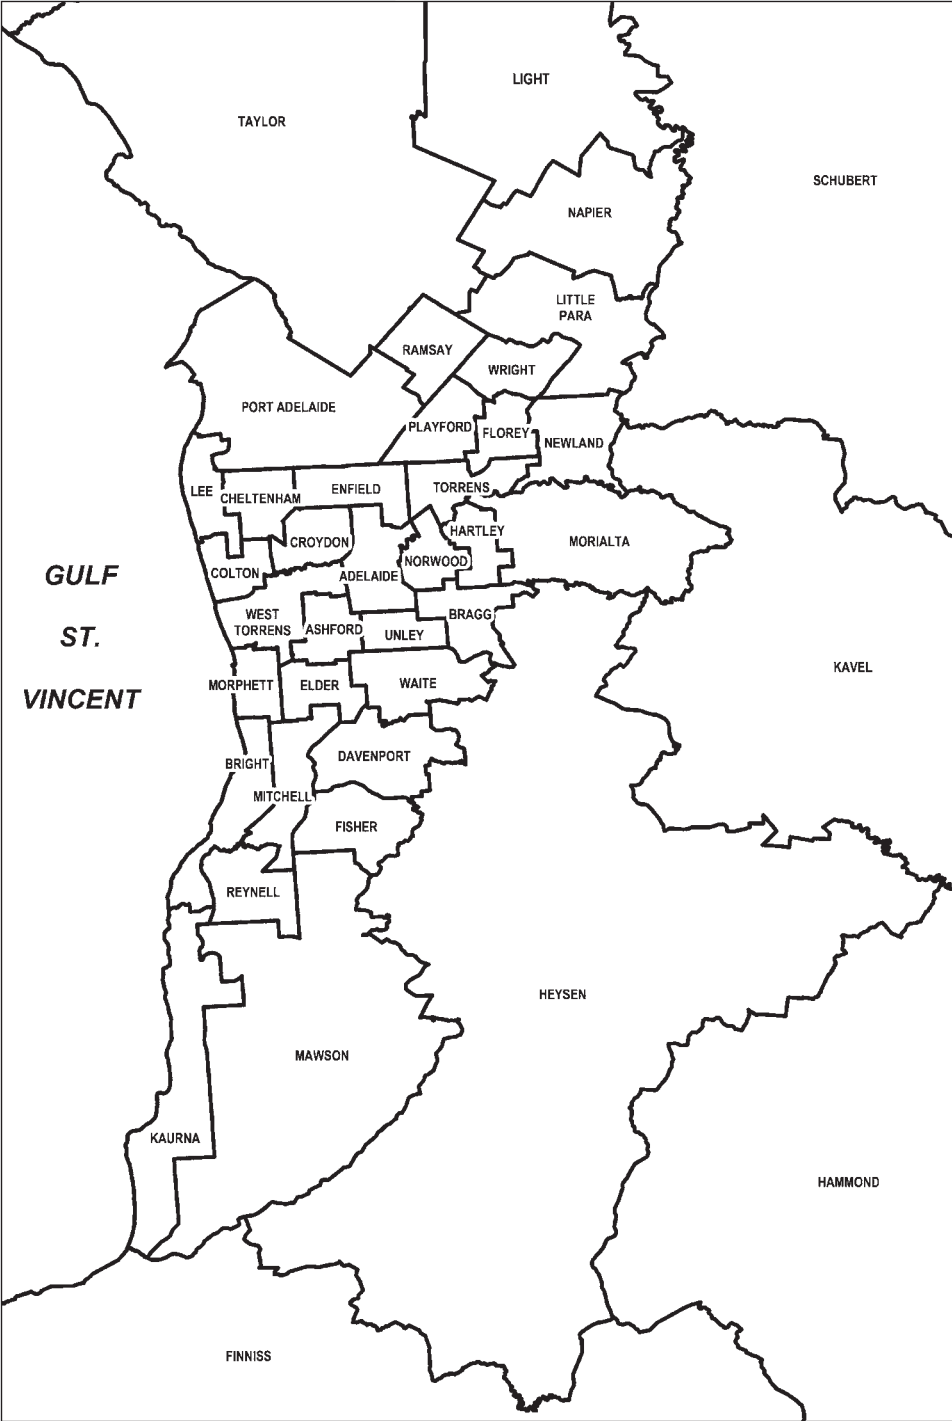 LIGHT
TAYLOR
SCHUBERT
NAPIER
LITTLE
PARA
RAMSAY
WRIGHT
PORT ADELAIDE
PLAYFORD
FLOREY
NEWLAND
LEE
CHELTENHAM
ENFIELD
TORRENS
CROYDON
HARTLEY
MORIALTA
NORWOOD
COLTON
ADELAIDE
GULF
ST.
VINCENT
WEST
TORRENS
ASHFORD
UNLEY
BRAGG
KAVEL
MORPHETT
ELDER
WAITE
BRIGHT
DAVENPORT
MITCHELL
FISHER
REYNELL
HEYSEN
MAWSON
KAURNA
HAMMOND
FINNISS